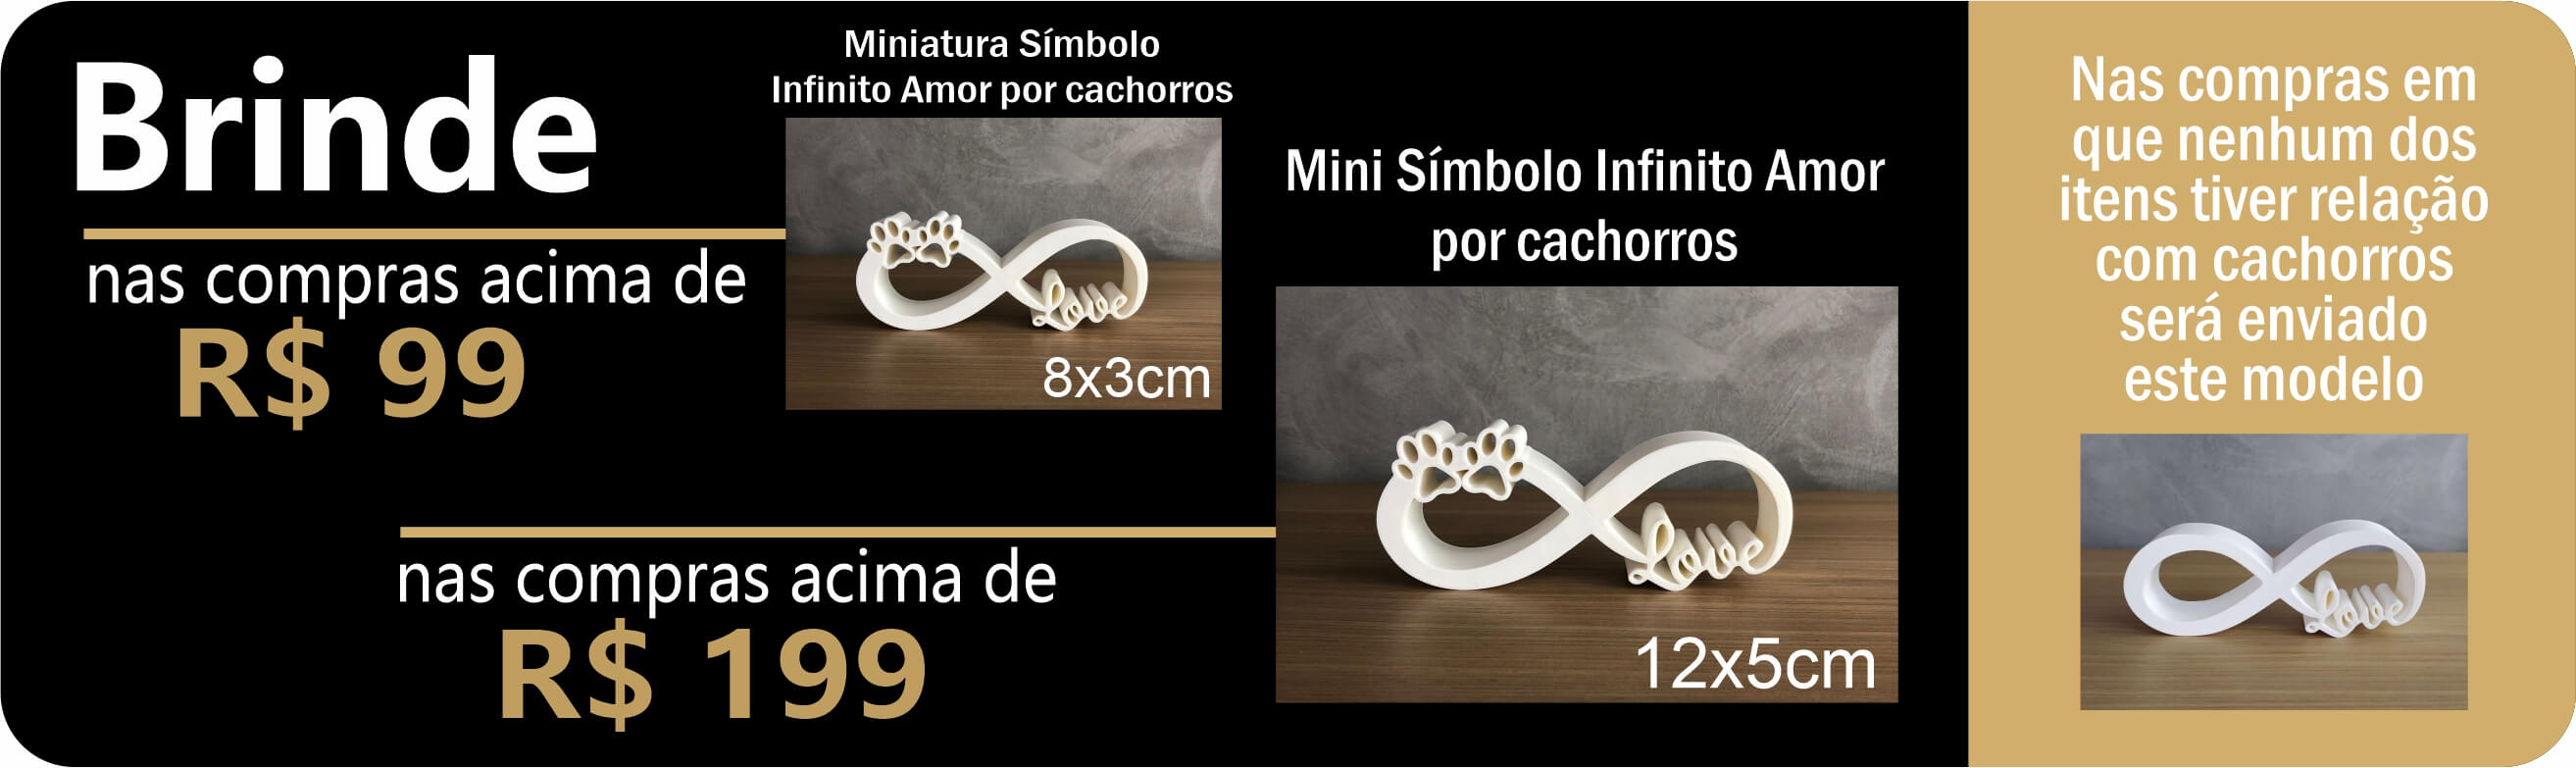 Brinde
nas compras acima de
R$ 99
Miniatura Símbolo
Infinito Amor por cachorros
Love
8x3cm
nas compras acima de
R$ 199
Mini Símbolo Infinito Amor
por cachorros
Love
12x5cm
Nas compras em
que nenhum dos
itens tiver relação
com cachorros
será enviado
este modelo
Love